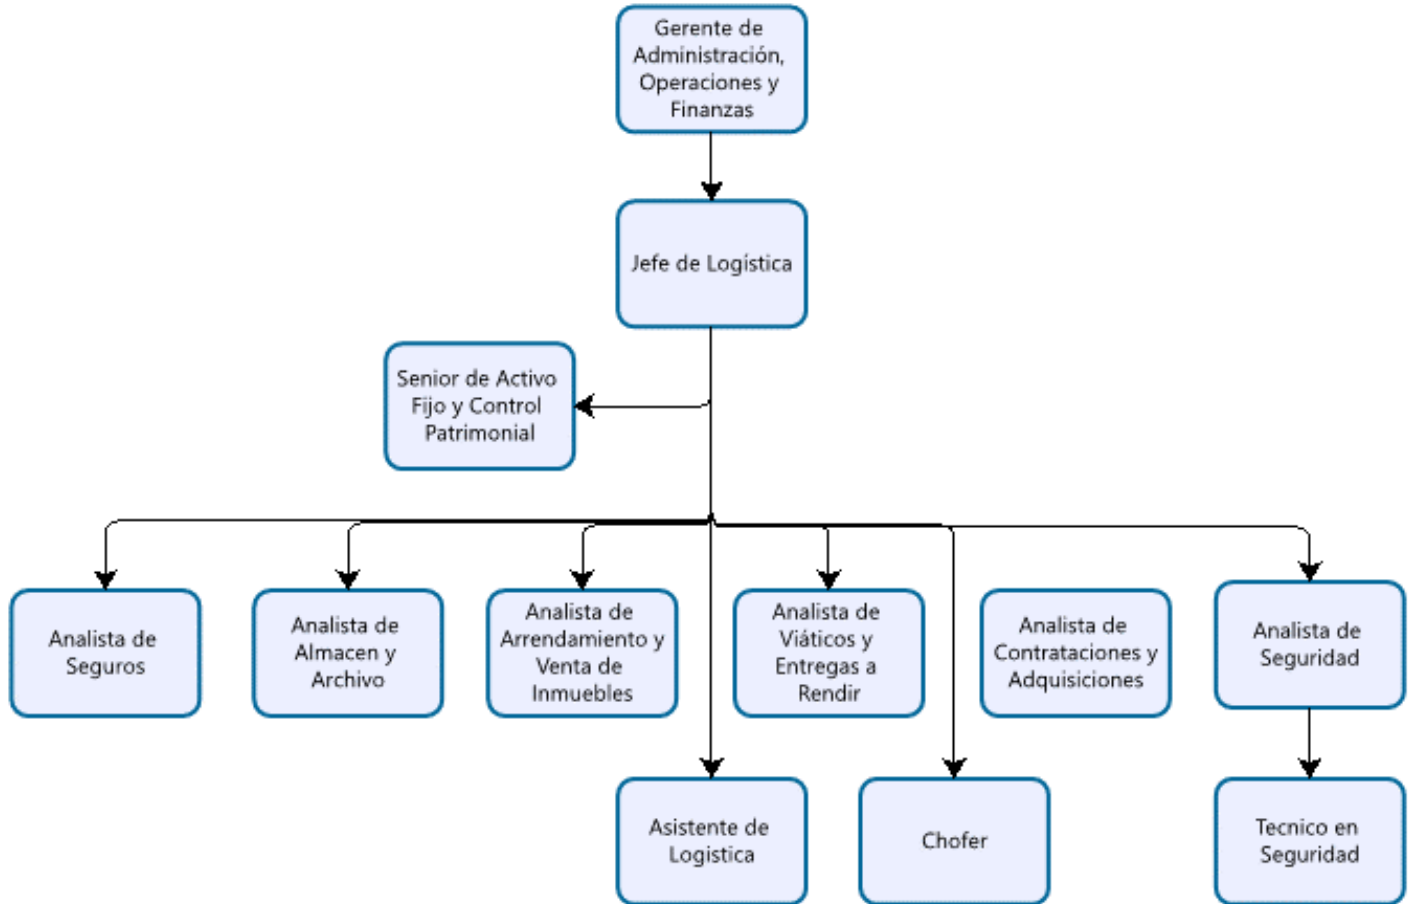 Gerente de
Administración,
Operaciones y
Finanzas
Jefe de Logística
Senior de Activo
Fijo y Control
Patrimonial
Analista de
Seguros
Analista de
Almacen y
Archivo
Analista de
Arrendamiento y
Venta de
Inmuebles
Analista de
Viáticos y
Entregas a
Rendir
Analista de
Contrataciones y
Adquisiciones
Analista de
Seguridad
Asistente de
Logistica
Chofer
Tecnico en
Seguridad